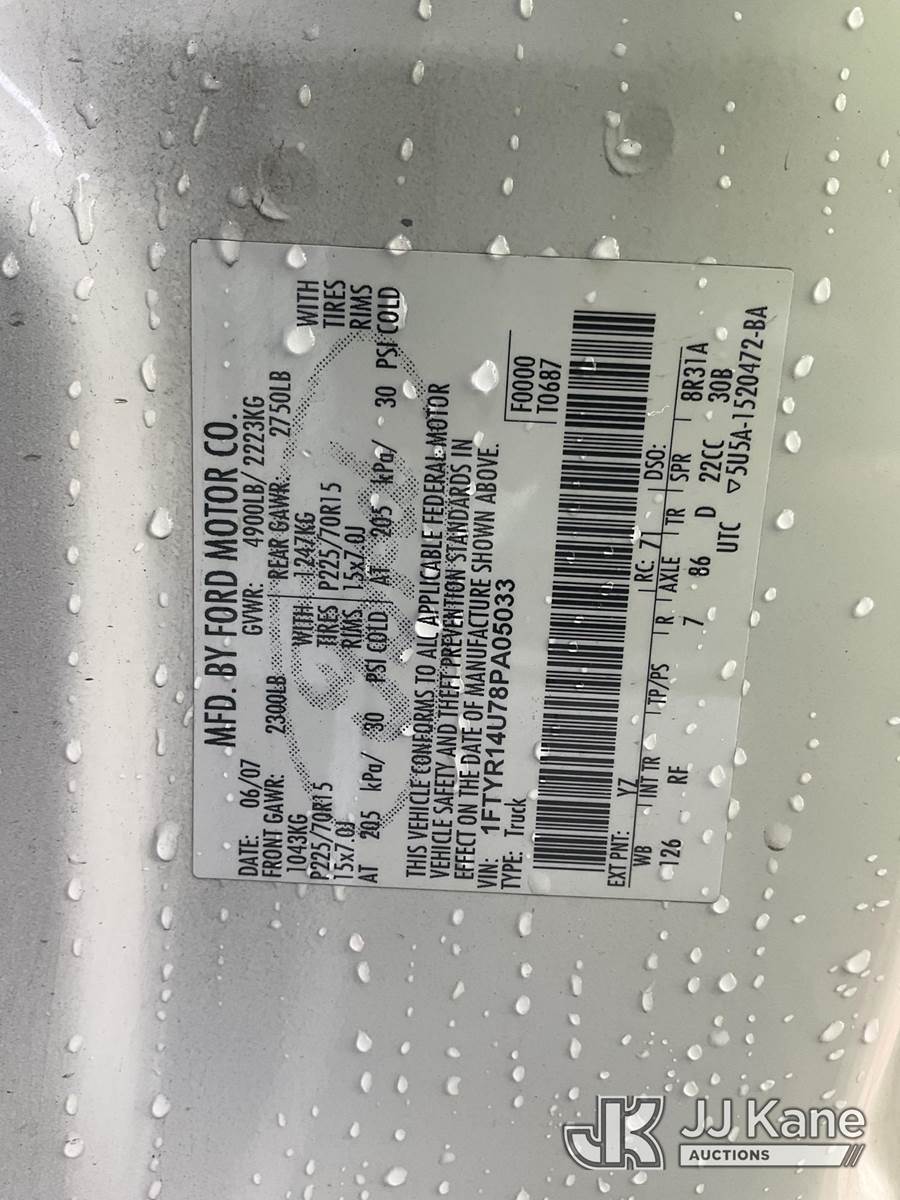 MFD. BY FORD MOTOR CO.
DATE: 06/07 GVWR: 4900LB/ 2223KG
FRONT GAWR: 2300LB REAR GAWR: 2750LB
1043KG WITH 1247KG WITH
P225/70R15 TIRES P225/70R15 TIRES
15x7.0J RIMS 15x7.0J RIMS
AT 205 kPa/ 30 PSI COLD AT 205 kPa/ 30 PSI COLD
THIS VEHICLE CONFORMS TO ALL APPLICABLE FEDERAL MOTOR
VEHICLE SAFETY AND THEFT PREVENTION STANDARDS IN
EFFECT ON THE DATE OF MANUFACTURE SHOWN ABOVE.
VIN: 1FTYR14U78PA05033 F0000
TYPE: Truck T0687
EXT PNT: YZ RC: 71 DSO:
WB INT TR TP/PS R AXLE TR SPR 8R31A
126 RF 7 86 D 22CC 30B
UTC ▽5U5A-1520472-BA
JK JJ Kane
AUCTIONS